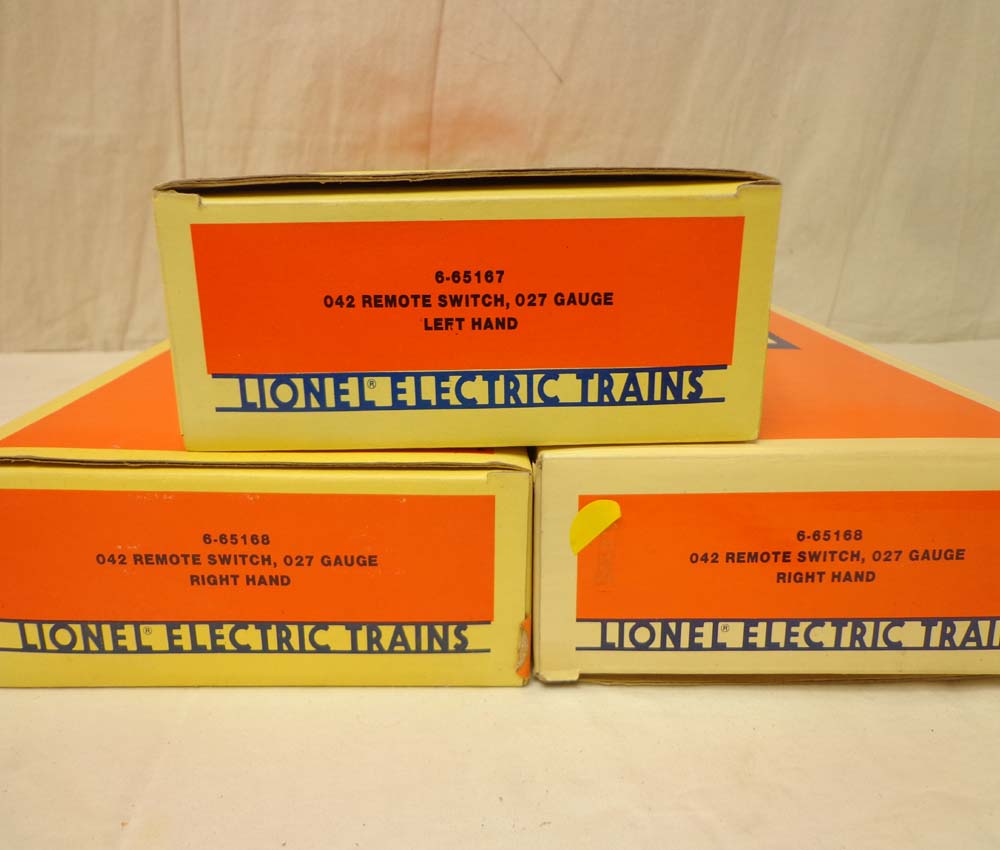 6-65167
042 REMOTE SWITCH, 027 GAUGE
LEFT HAND
LIONEL® ELECTRIC TRAINS
6-65168
042 REMOTE SWITCH, 027 GAUGE
RIGHT HAND
LIONEL® ELECTRIC TRAINS
6-65168
042 REMOTE SWITCH, 027 GAUGE
RIGHT HAND
LIONEL® ELECTRIC TRAI